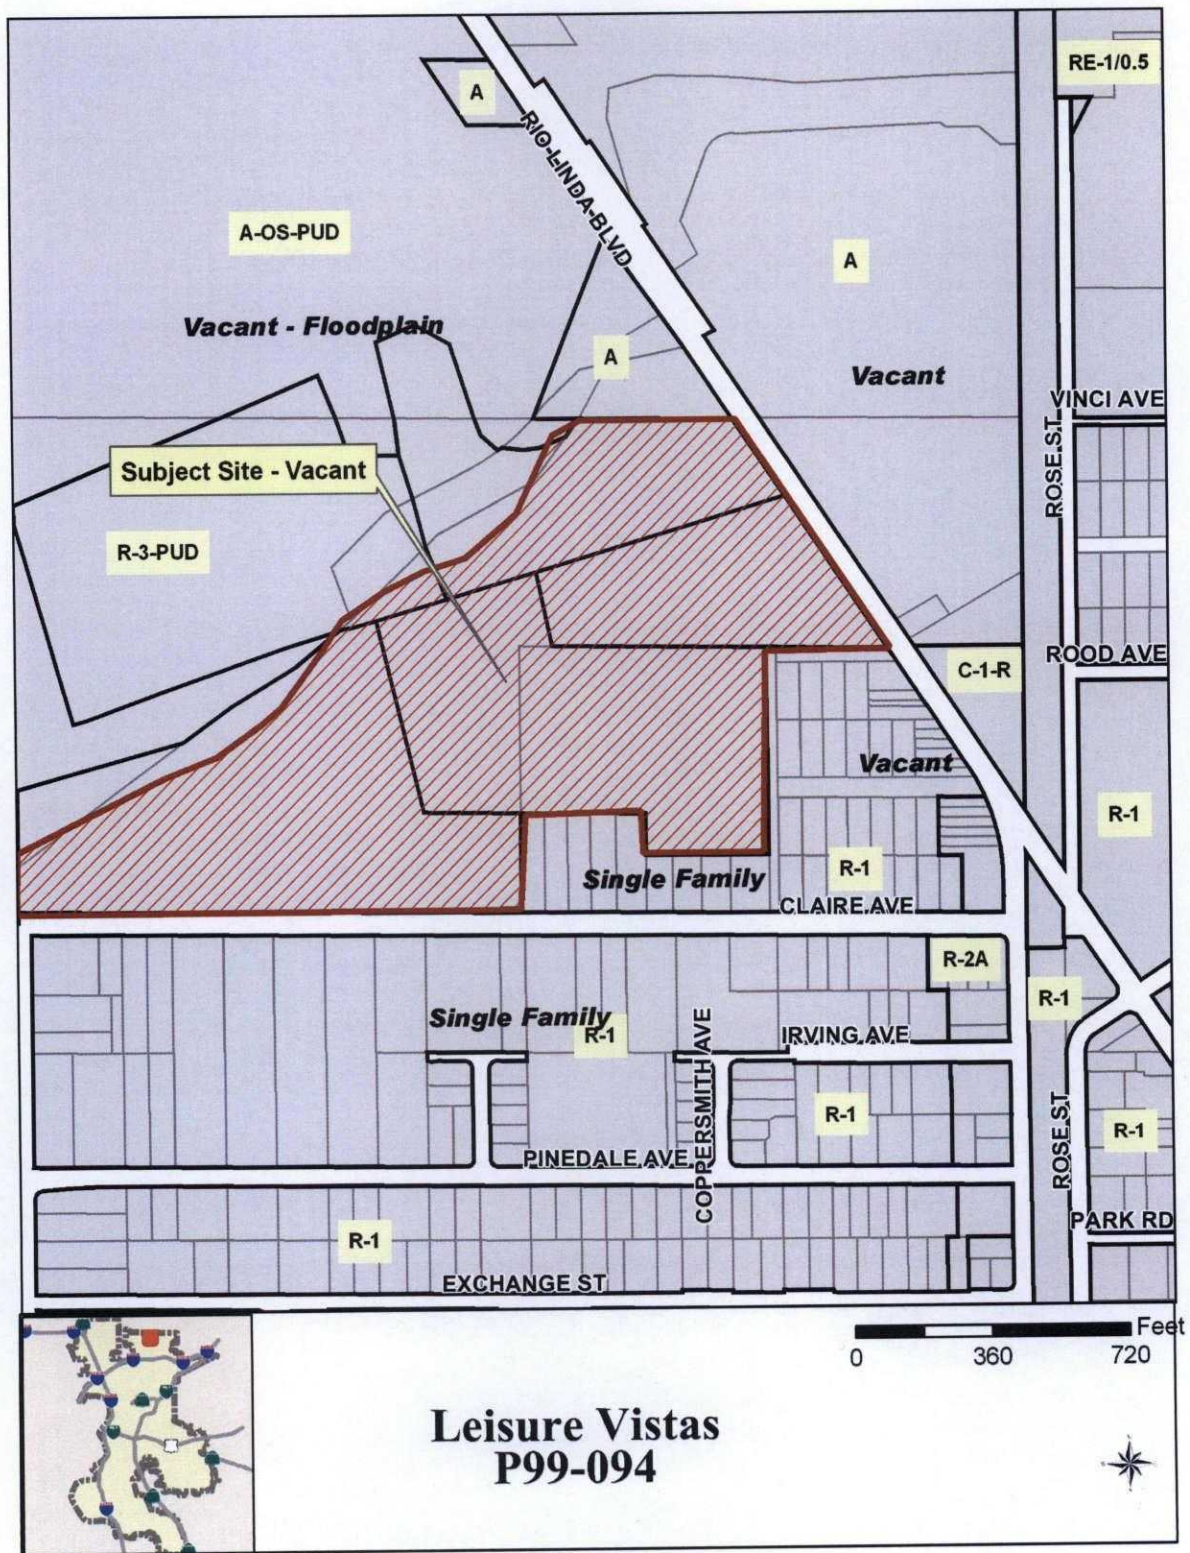 RE-1/0.5
A
RIO-LINDA-BLVD
A-OS-PUD
A
Vacant - Floodplain
A
Vacant
VINCI AVE
ROSE ST
Subject Site - Vacant
R-3-PUD
ROOD AVE
C-1-R
Vacant
R-1
R-1
Single Family
CLAIRE AVE
R-2A
R-1
Single Family
R-1
IRVING AVE
COPPERSMITH AVE
R-1
ROSE ST
R-1
PINEDALE AVE
PARK RD
R-1
EXCHANGE ST
Feet
0 360 720
Leisure Vistas
P99-094